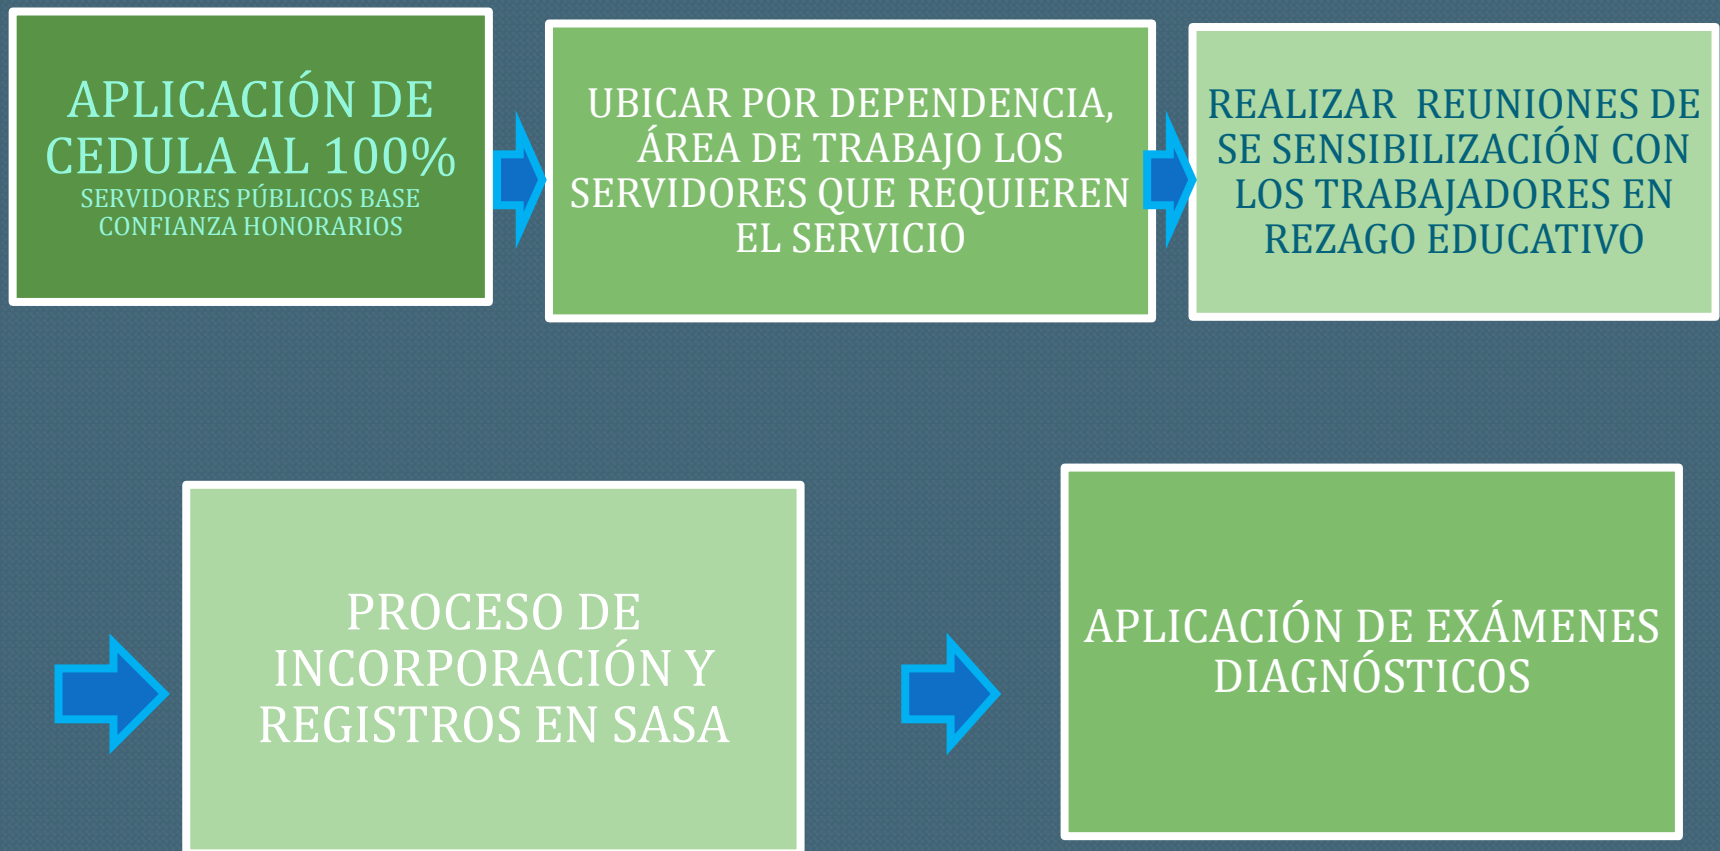 APLICACIÓN DE
CEDULA AL 100%
SERVIDORES PÚBLICOS BASE
CONFIANZA HONORARIOS
UBICAR POR DEPENDENCIA,
ÁREA DE TRABAJO LOS
SERVIDORES QUE REQUIEREN
EL SERVICIO
REALIZAR REUNIONES DE
SE SENSIBILIZACIÓN CON
LOS TRABAJADORES EN
REZAGO EDUCATIVO
PROCESO DE
INCORPORACIÓN Y
REGISTROS EN SASA
APLICACIÓN DE EXÁMENES
DIAGNÓSTICOS